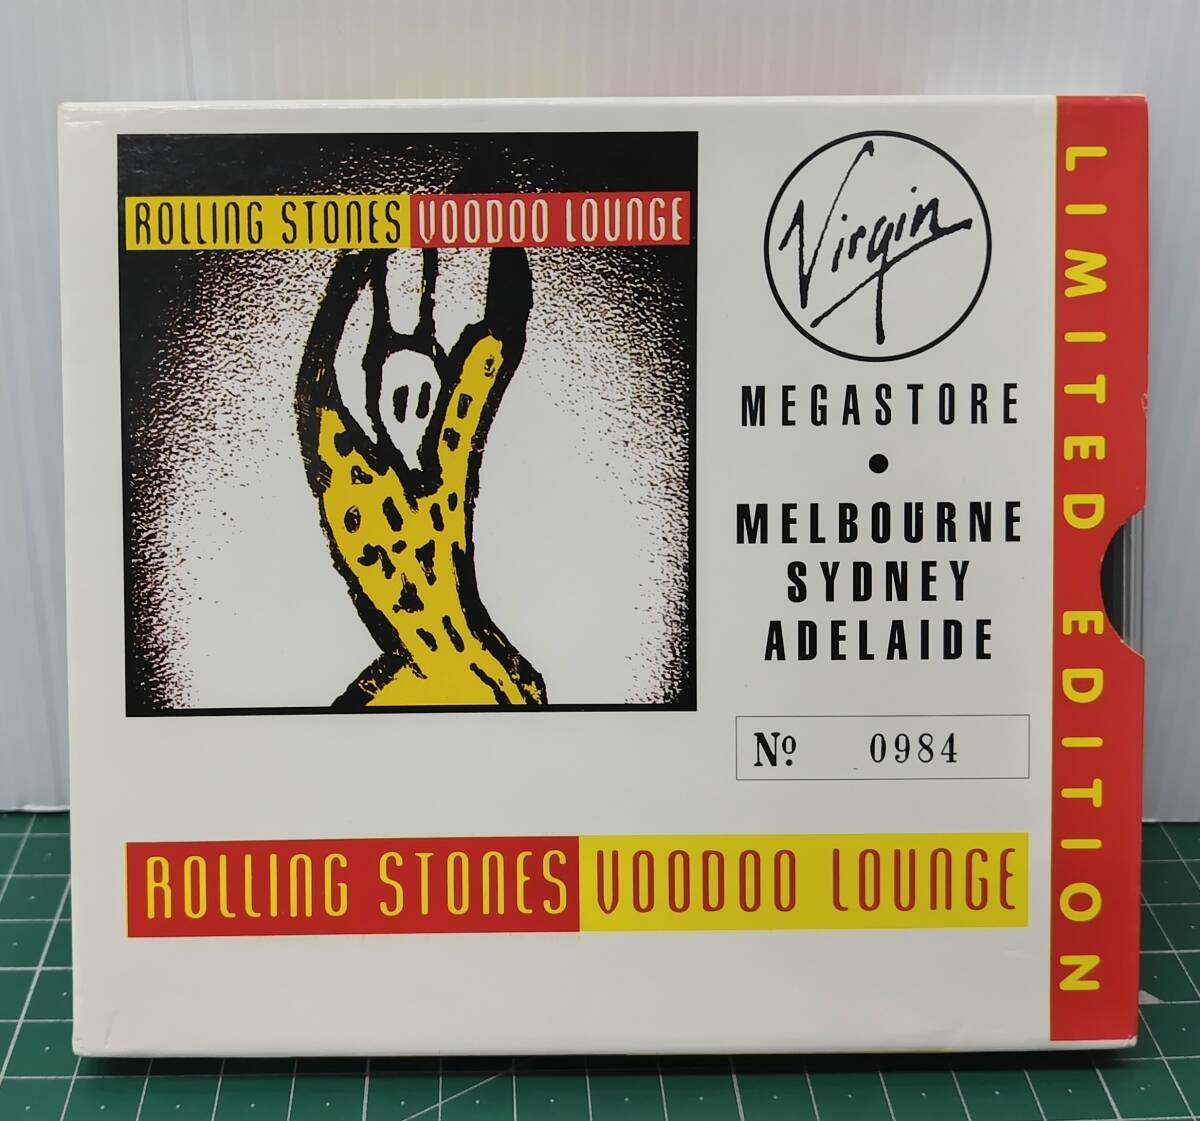 ROLLING STONES VOODOO LOUNGE
Virgin
MEGASTORE
•
MELBOURNE
SYDNEY
ADELAIDE
Nº. 0984
ROLLING STONES VOODOO LOUNGE
LIMITED EDITION